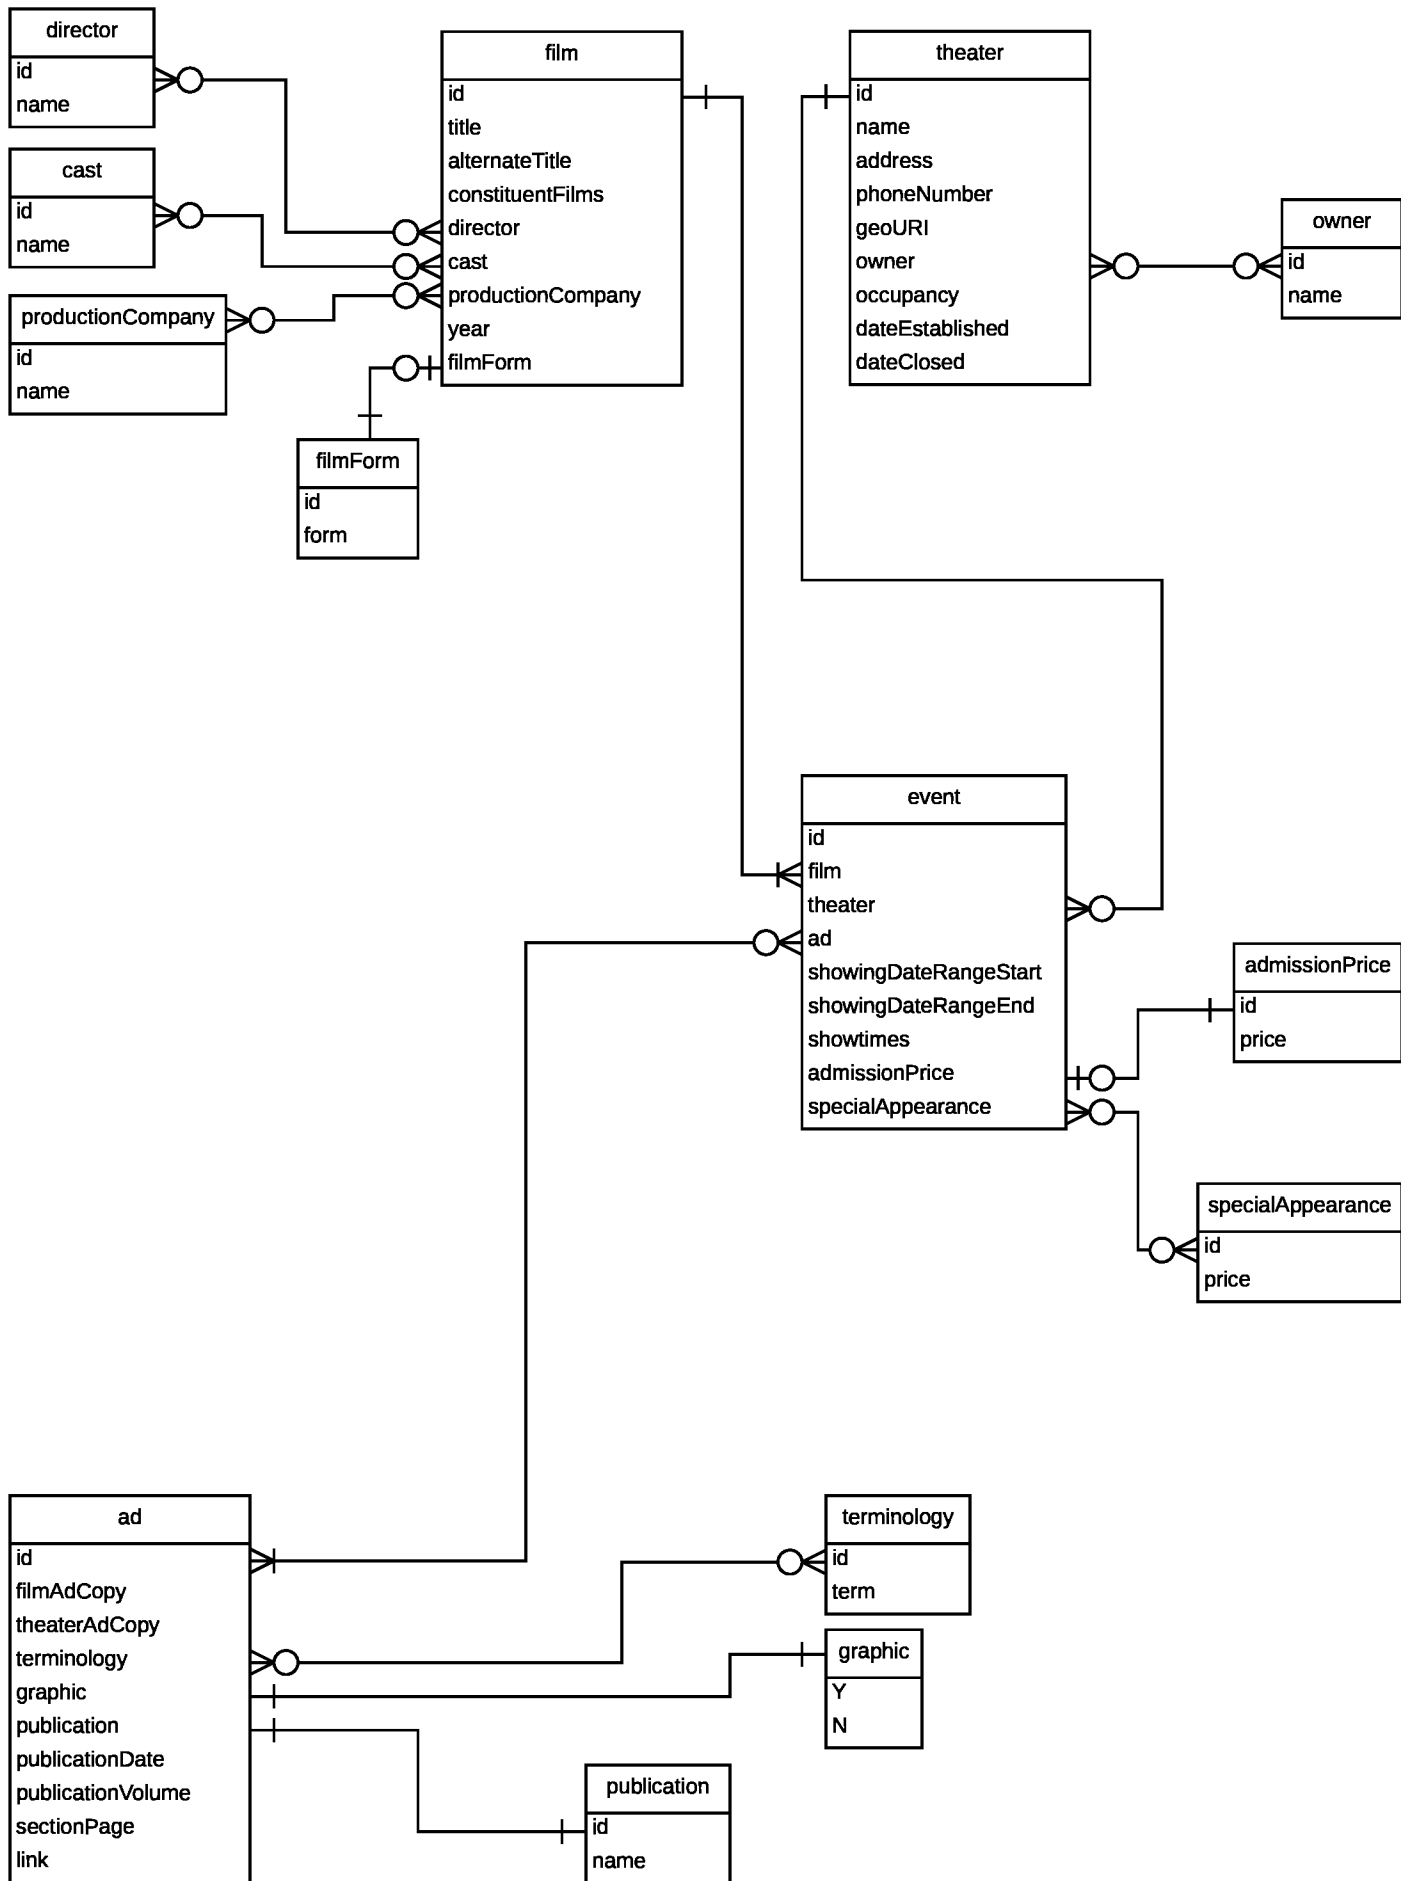 director
id
name
cast
id
name
productionCompany
id
name
film
id
title
alternateTitle
constituentFilms
director
cast
productionCompany
year
filmForm
filmForm
id
form
theater
id
name
address
phoneNumber
geoURI
owner
occupancy
dateEstablished
dateClosed
owner
id
name
event
id
film
theater
ad
showingDateRangeStart
showingDateRangeEnd
showtimes
admissionPrice
specialAppearance
admissionPrice
id
price
specialAppearance
id
price
ad
id
filmAdCopy
theaterAdCopy
terminology
graphic
publication
publicationDate
publicationVolume
sectionPage
link
terminology
id
term
graphic
Y
N
publication
id
name